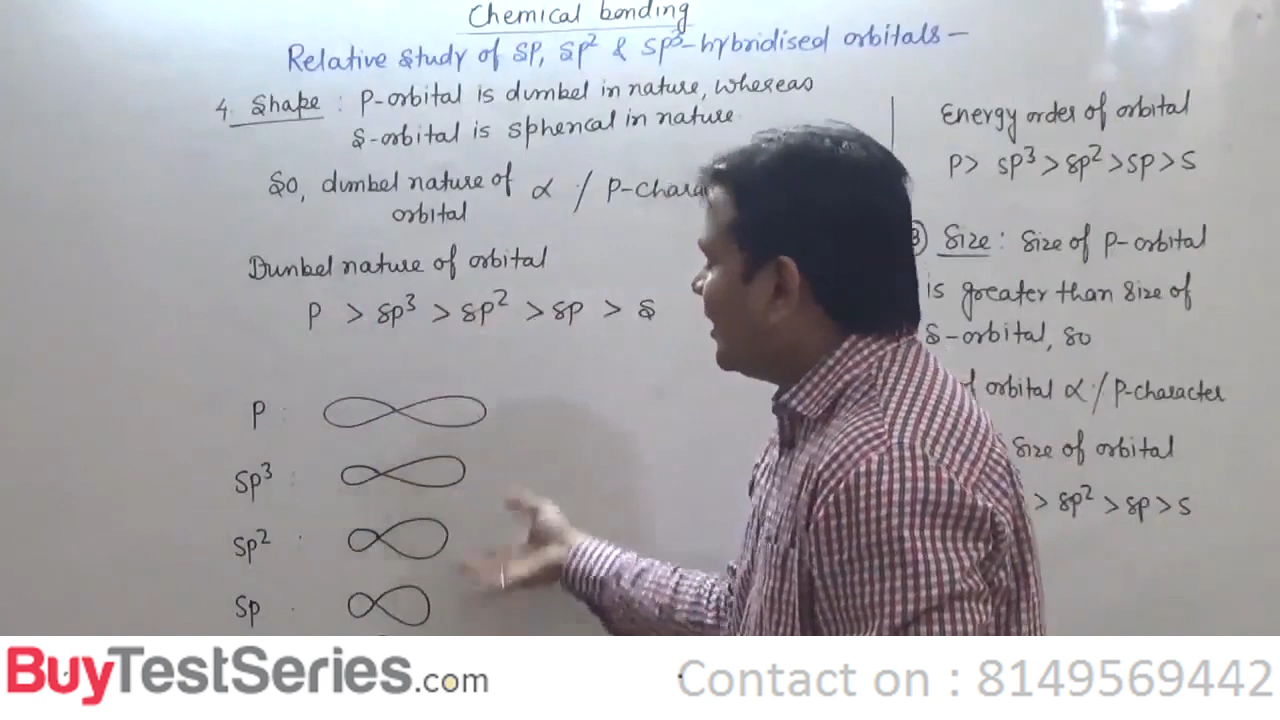 Chemical bonding
Relative study of SP, SP² & SP³-hybridised orbitals -
4. Shape : P-orbital is dumbel in nature, whereas
S-orbital is spherical in nature
So, dumbel nature of orbital α % P-charac
Dumbel nature of orbital
P > SP³ > SP² > SP > S
P :
SP³ :
SP² :
SP :
Energy order of orbital
P > SP³ > SP² > SP > S
3) Size : Size of P-orbital
is greater than size of
S-orbital, so
of orbital α % P-character
Size of orbital
> SP² > SP > S
BuyTestSeries.com
Contact on : 8149569442